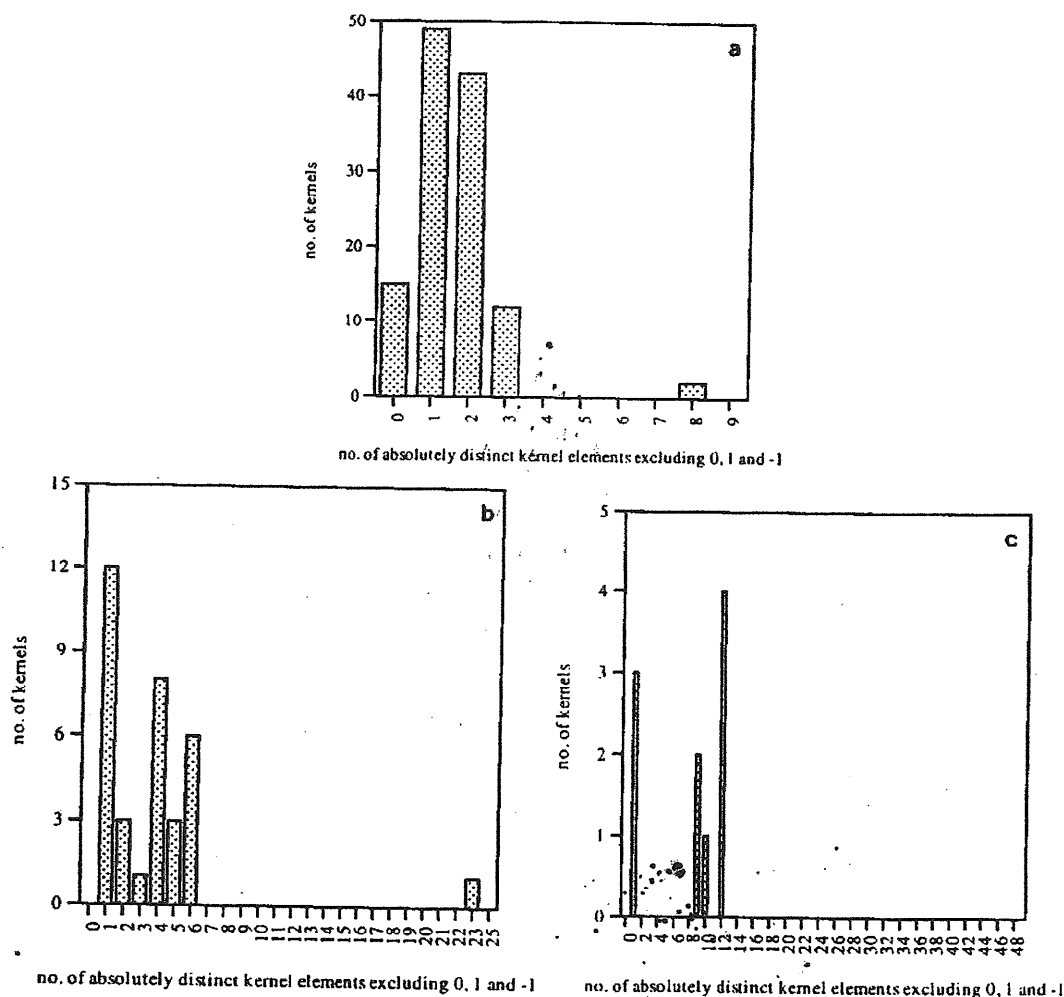 50
40
30
20
10
0
no. of kernels
a
0 1 2 3 4 5 6 7 8 9
no. of absolutely distinct kernel elements excluding 0, 1 and -1
15
12
9
6
3
0
no. of kernels
b
0 1 2 3 4 5 6 7 8 9 10 11 12 13 14 15 16 17 18 19 20 21 22 23 25
no. of absolutely distinct kernel elements excluding 0, 1 and -1
5
4
3
2
1
0
no. of kernels
c
0 2 4 6 8 10 12 14 16 18 20 22 24 26 28 30 32 34 36 38 40 42 44 46 48
no. of absolutely distinct kernel elements excluding 0, 1 and -1